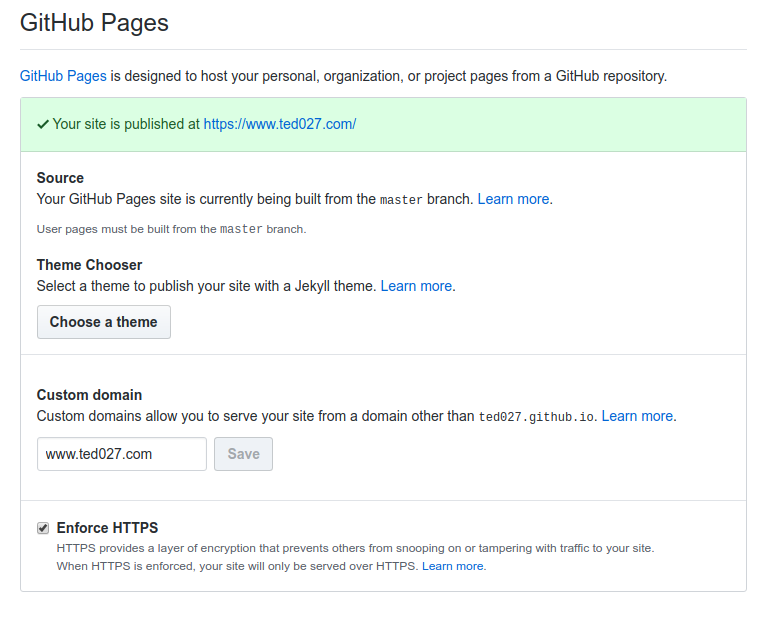 GitHub Pages
GitHub Pages is designed to host your personal, organization, or project pages from a GitHub repository.
Your site is published at https://www.ted027.com/
Source
Your GitHub Pages site is currently being built from the master branch. Learn more.
User pages must be built from the master branch.
Theme Chooser
Select a theme to publish your site with a Jekyll theme. Learn more.
Choose a theme
Custom domain
Custom domains allow you to serve your site from a domain other than ted027.github.io. Learn more.
www.ted027.com Save
Enforce HTTPS
HTTPS provides a layer of encryption that prevents others from snooping on or tampering with traffic to your site.
When HTTPS is enforced, your site will only be served over HTTPS. Learn more.